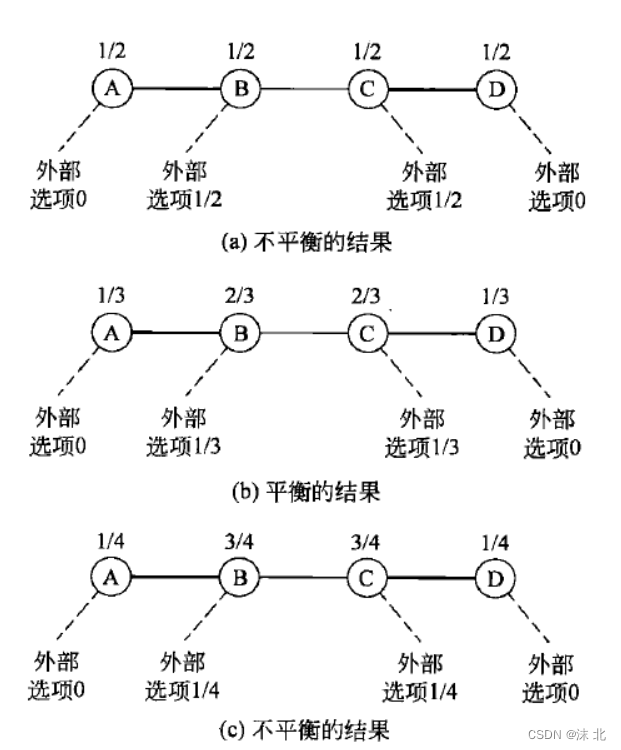 1/2 1/2 1/2 1/2
A B C D
外部 外部 外部 外部
选项0 选项1/2 选项1/2 选项0
(a) 不平衡的结果
1/3 2/3 2/3 1/3
A B C D
外部 外部 外部 外部
选项0 选项1/3 选项1/3 选项0
(b) 平衡的结果
1/4 3/4 3/4 1/4
A B C D
外部 外部 外部 外部
选项0 选项1/4 选项1/4 选项0
(c) 不平衡的结果
CSDN @沫 北